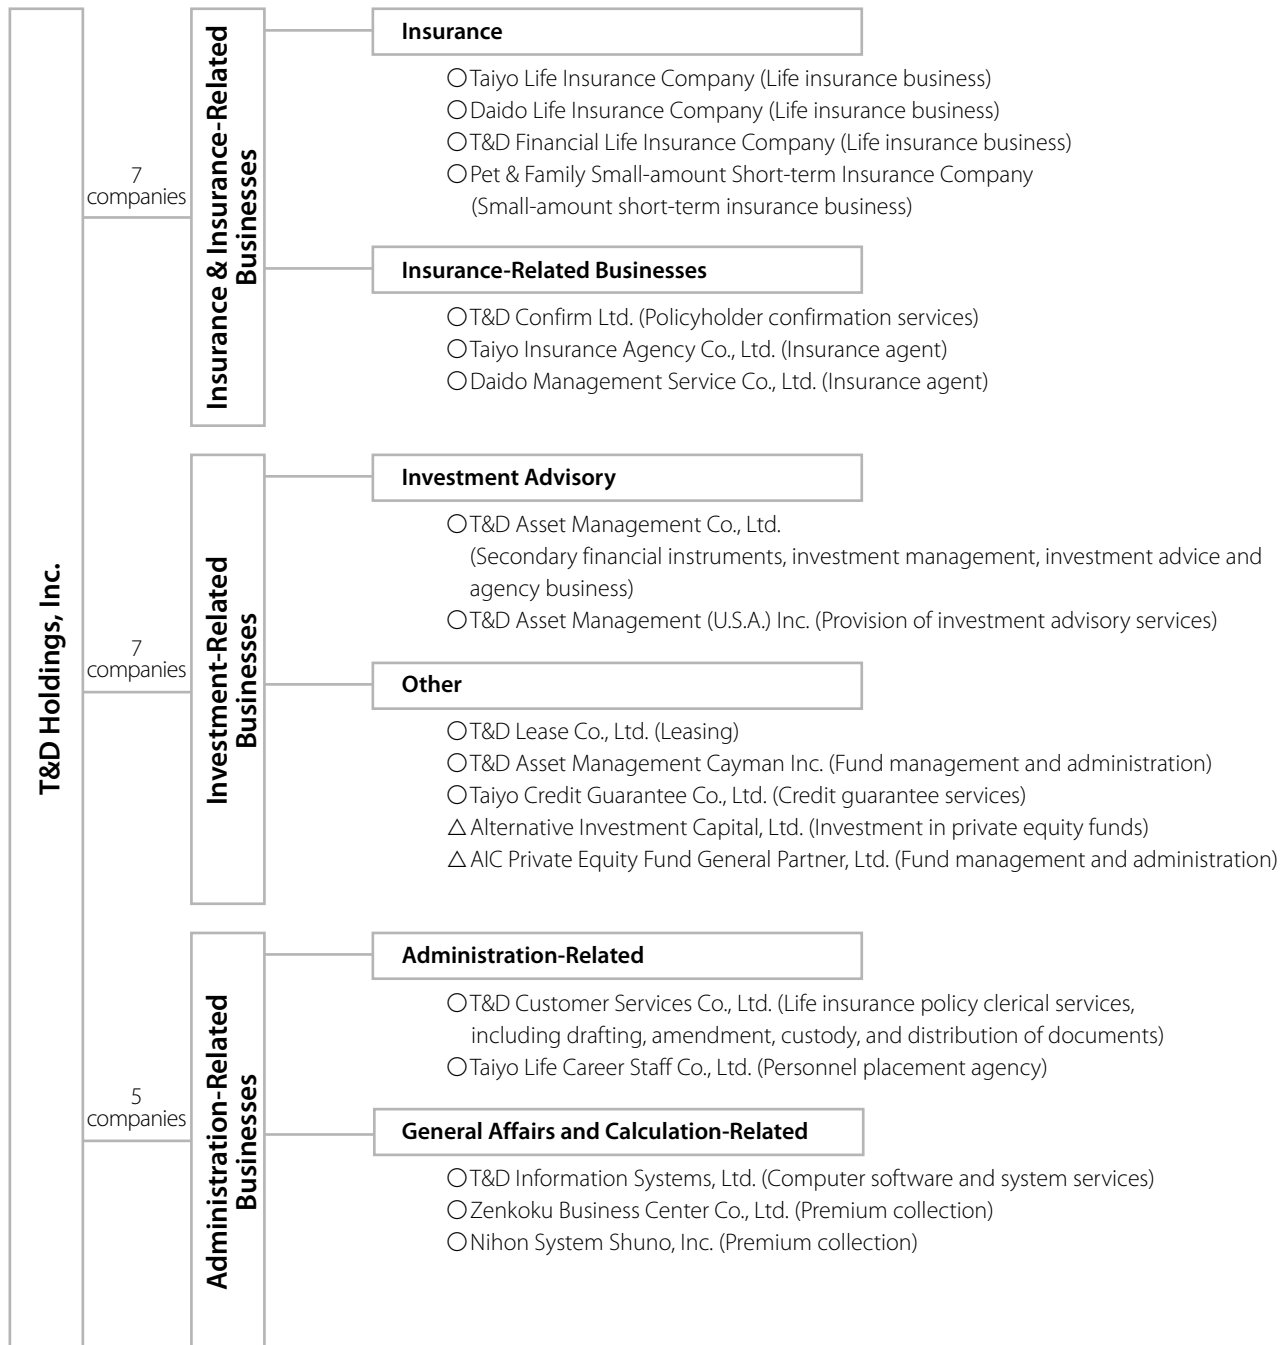 T&D Holdings, Inc.
7
companies
Insurance & Insurance-Related
Businesses
Insurance
○Taiyo Life Insurance Company (Life insurance business)
○Daido Life Insurance Company (Life insurance business)
○T&D Financial Life Insurance Company (Life insurance business)
○Pet & Family Small-amount Short-term Insurance Company
(Small-amount short-term insurance business)
Insurance-Related Businesses
○T&D Confirm Ltd. (Policyholder confirmation services)
○Taiyo Insurance Agency Co., Ltd. (Insurance agent)
○Daido Management Service Co., Ltd. (Insurance agent)
7
companies
Investment-Related
Businesses
Investment Advisory
○T&D Asset Management Co., Ltd.
(Secondary financial instruments, investment management, investment advice and
agency business)
○T&D Asset Management (U.S.A.) Inc. (Provision of investment advisory services)
Other
○T&D Lease Co., Ltd. (Leasing)
○T&D Asset Management Cayman Inc. (Fund management and administration)
○Taiyo Credit Guarantee Co., Ltd. (Credit guarantee services)
△Alternative Investment Capital, Ltd. (Investment in private equity funds)
△AIC Private Equity Fund General Partner, Ltd. (Fund management and administration)
5
companies
Administration-Related
Businesses
Administration-Related
○T&D Customer Services Co., Ltd. (Life insurance policy clerical services,
including drafting, amendment, custody, and distribution of documents)
○Taiyo Life Career Staff Co., Ltd. (Personnel placement agency)
General Affairs and Calculation-Related
○T&D Information Systems, Ltd. (Computer software and system services)
○Zenkoku Business Center Co., Ltd. (Premium collection)
○Nihon System Shuno, Inc. (Premium collection)